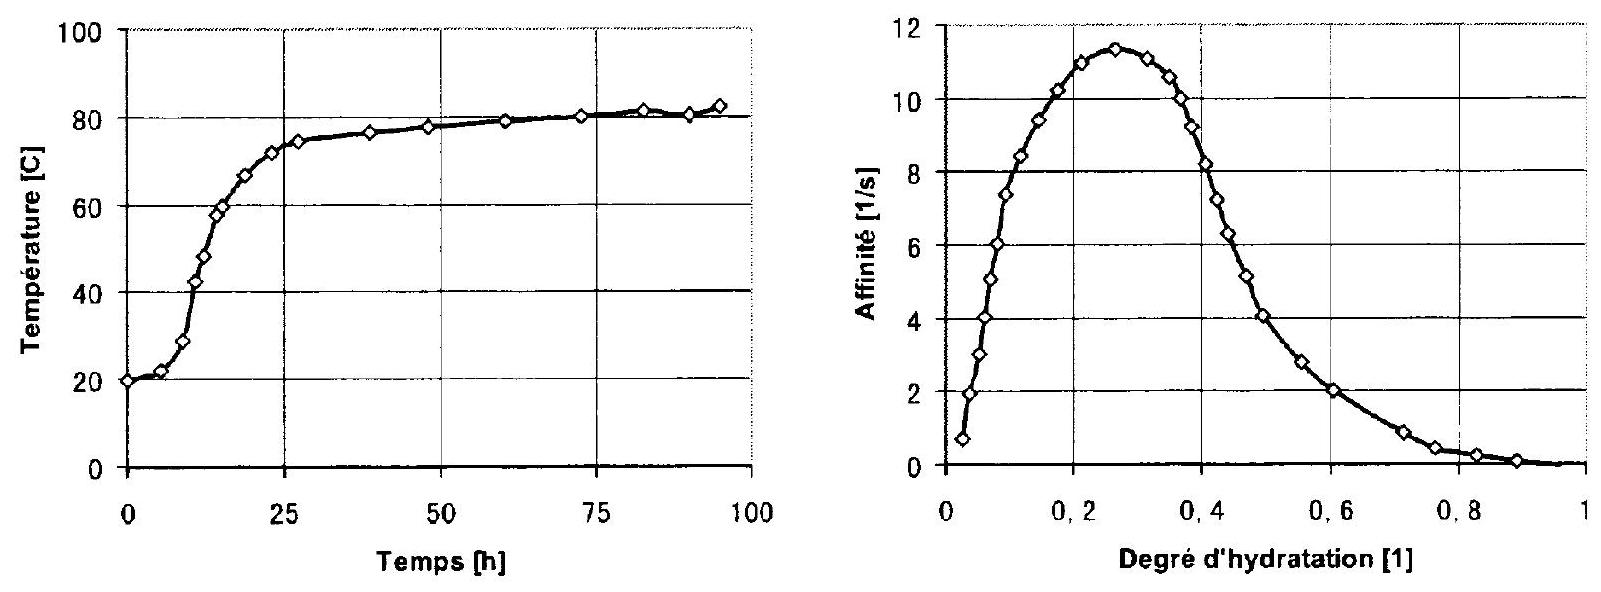 100
80
60
40
20
0
Température [C]
0 25 50 75 100
Temps [h]
12
10
8
6
4
2
0
Affinité [1/s]
0 0,2 0,4 0,6 0,8 1
Degré d'hydratation [1]